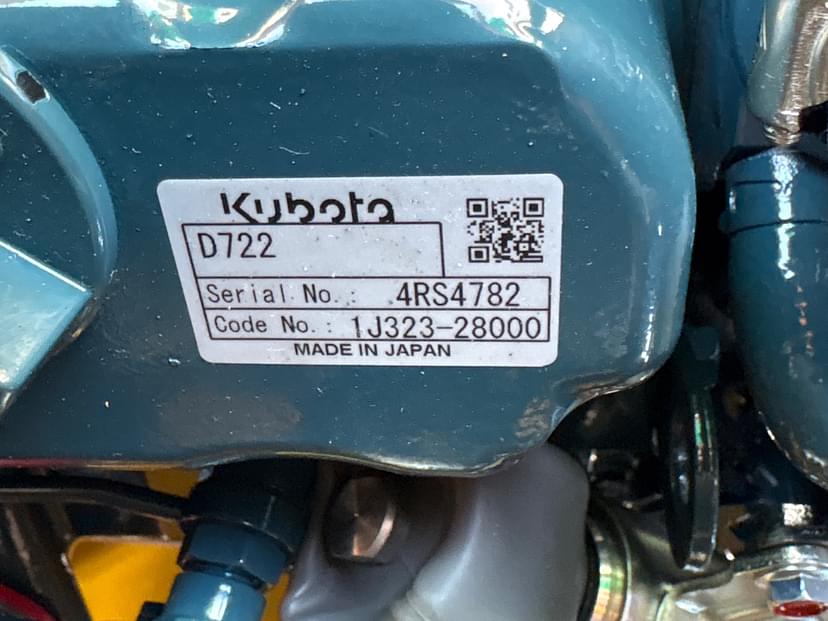 Kubota
D722
Serial No.: 4RS4782
Code No.: 1J323-28000
MADE IN JAPAN